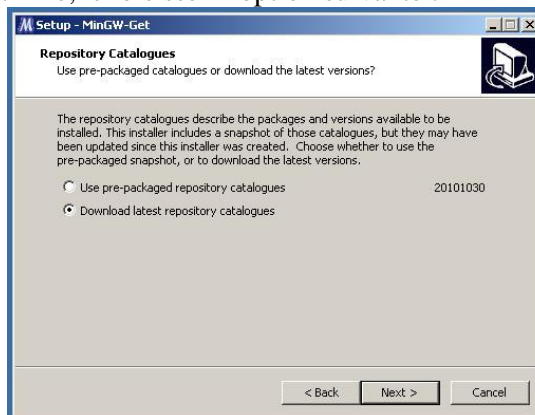 Setup - MinGW-Get
Repository Catalogues
Use pre-packaged catalogues or download the latest versions?
The repository catalogues describe the packages and versions available to be
installed. This installer includes a snapshot of those catalogues, but they may have
been updated since this installer was created. Choose whether to use the
pre-packaged snapshot, or to download the latest versions.
Use pre-packaged repository catalogues 20101030
Download latest repository catalogues
< Back Next > Cancel